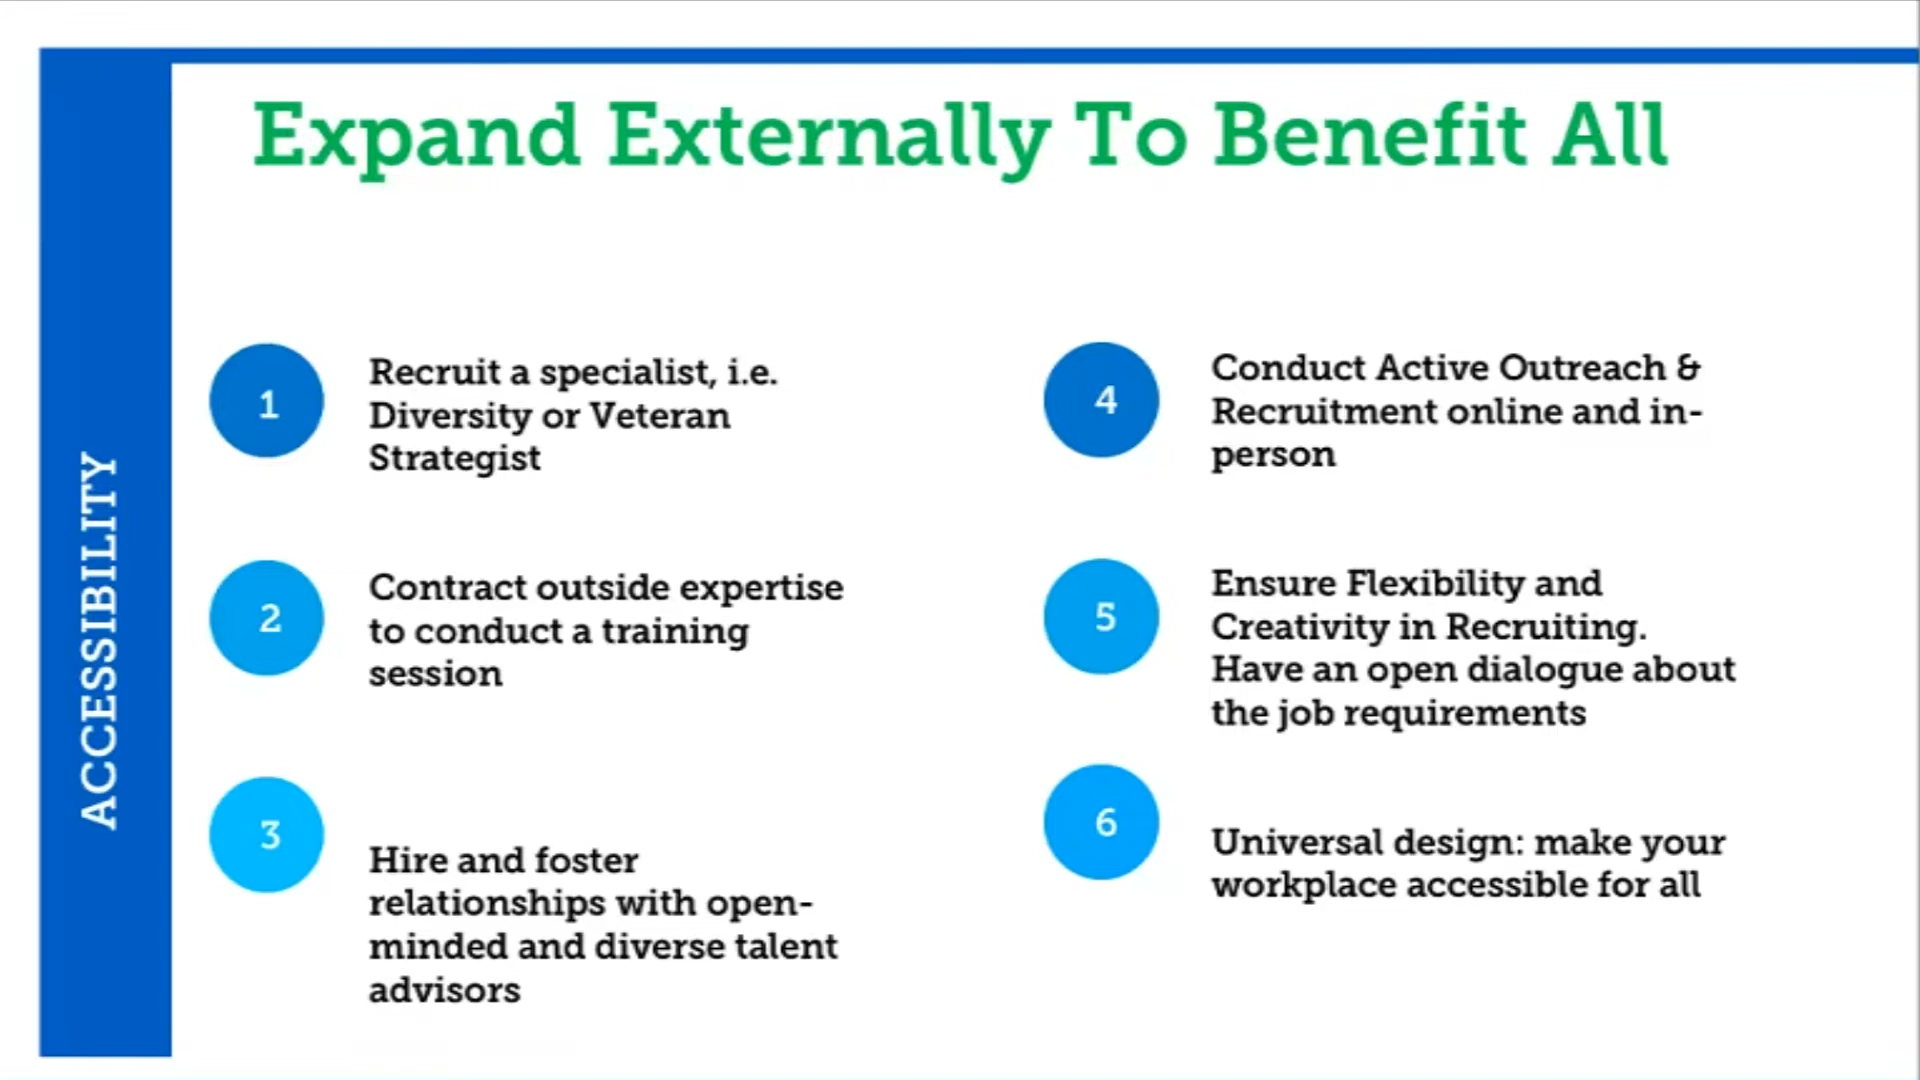 Expand Externally To Benefit All
ACCESSIBILITY
1
Recruit a specialist, i.e.
Diversity or Veteran
Strategist
2
Contract outside expertise
to conduct a training
session
3
Hire and foster
relationships with open-
minded and diverse talent
advisors
4
Conduct Active Outreach &
Recruitment online and in-
person
5
Ensure Flexibility and
Creativity in Recruiting.
Have an open dialogue about
the job requirements
6
Universal design: make your
workplace accessible for all